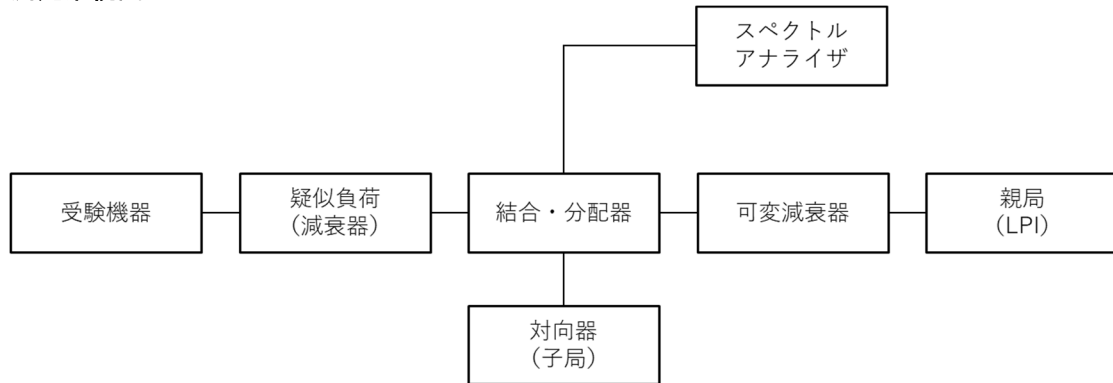 スペクトル
アナライザ
受験機器
疑似負荷
（減衰器）
結合・分配器
可変減衰器
親局
（LPI）
対向器
（子局）